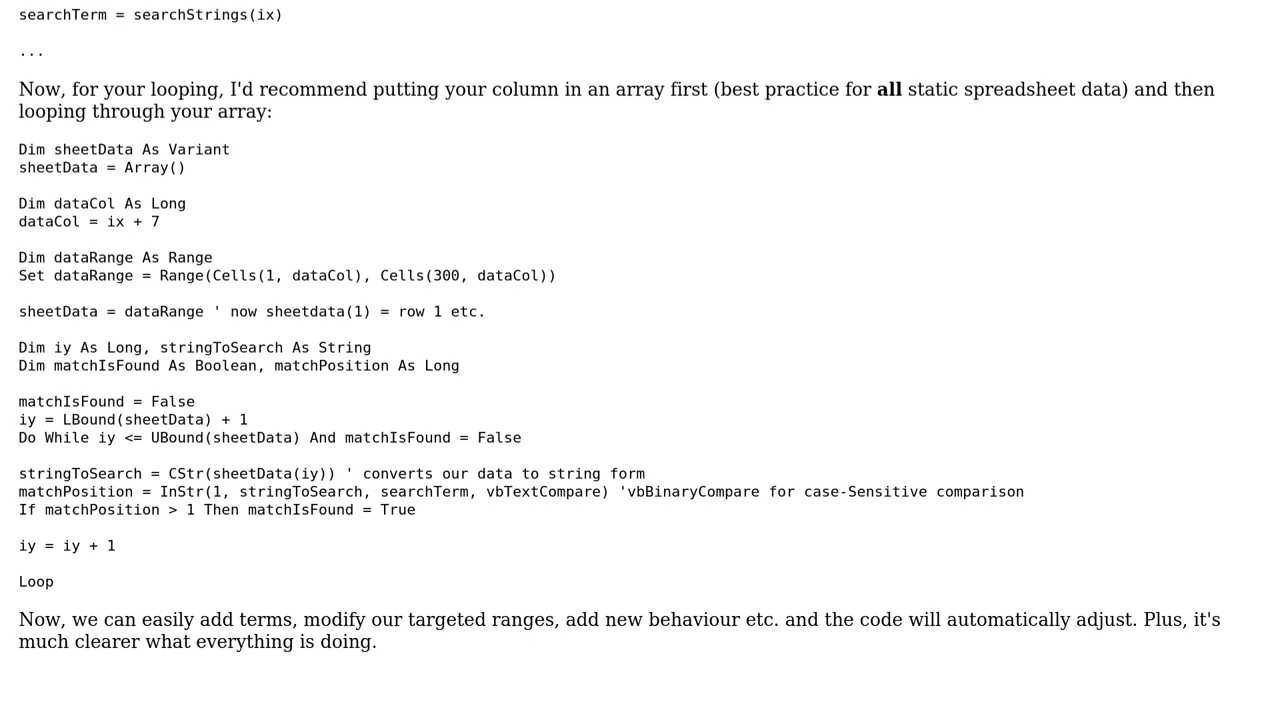 searchTerm = searchStrings(ix)
...
Now, for your looping, I'd recommend putting your column in an array first (best practice for all static spreadsheet data) and then
looping through your array:
Dim sheetData As Variant
sheetData = Array()
Dim dataCol As Long
dataCol = ix + 7
Dim dataRange As Range
Set dataRange = Range(Cells(1, dataCol), Cells(300, dataCol))
sheetData = dataRange ' now sheetdata(1) = row 1 etc.
Dim iy As Long, stringToSearch As String
Dim matchIsFound As Boolean, matchPosition As Long
matchIsFound = False
iy = LBound(sheetData) + 1
Do While iy <= UBound(sheetData) And matchIsFound = False
stringToSearch = CStr(sheetData(iy)) ' converts our data to string form
matchPosition = InStr(1, stringToSearch, searchTerm, vbTextCompare) 'vbBinaryCompare for case-Sensitive comparison
If matchPosition > 1 Then matchIsFound = True
iy = iy + 1
Loop
Now, we can easily add terms, modify our targeted ranges, add new behaviour etc. and the code will automatically adjust. Plus, it's
much clearer what everything is doing.